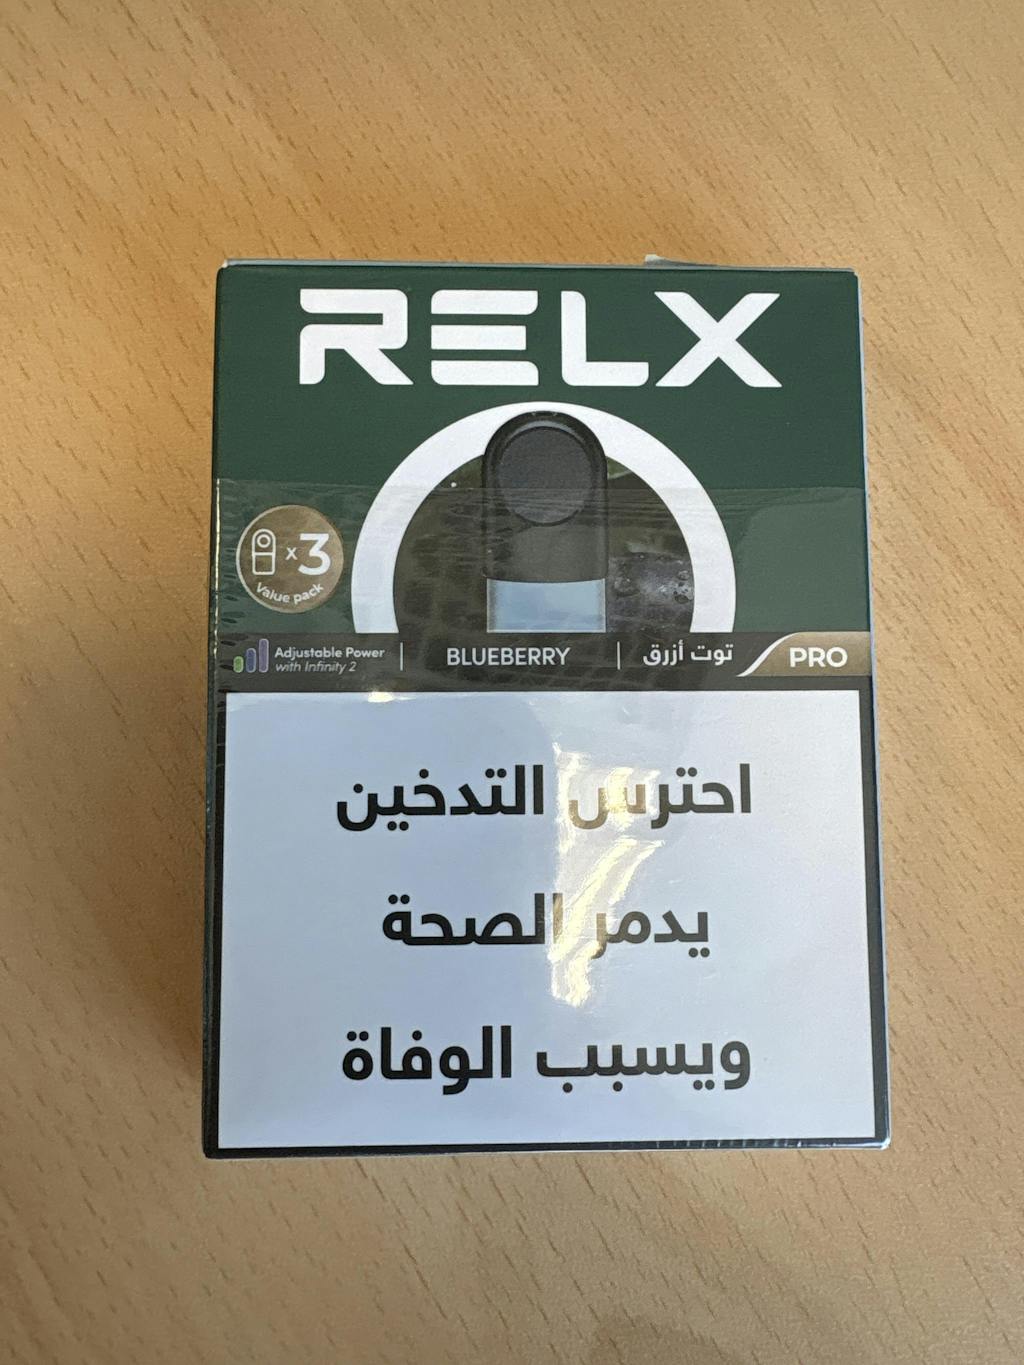 RELX
x3
Value pack
Adjustable Power
with Infinity 2
BLUEBERRY
توت أزرق
PRO
احترس التدخين
يدمر الصحة
ويسبب الوفاة